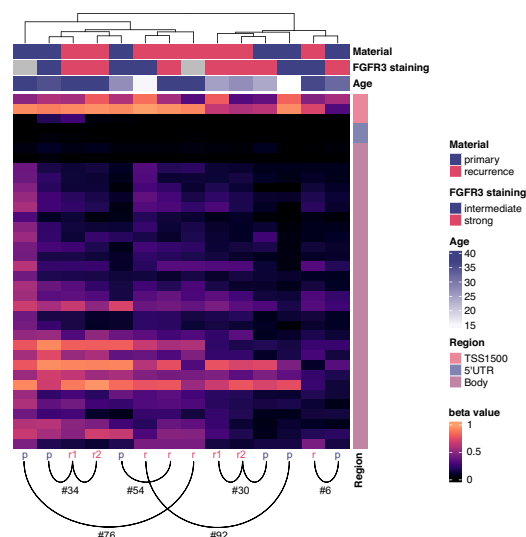 Material
FGFR3 staining
Age
Material
primary
recurrence
FGFR3 staining
intermediate
strong
Age
40
35
30
25
20
15
Region
TSS1500
5'UTR
Body
beta value
1
0.5
0
p p r1 r2 p r r r r1 r2 p p r p
Region
#34 #54 #30 #6
#76 #92